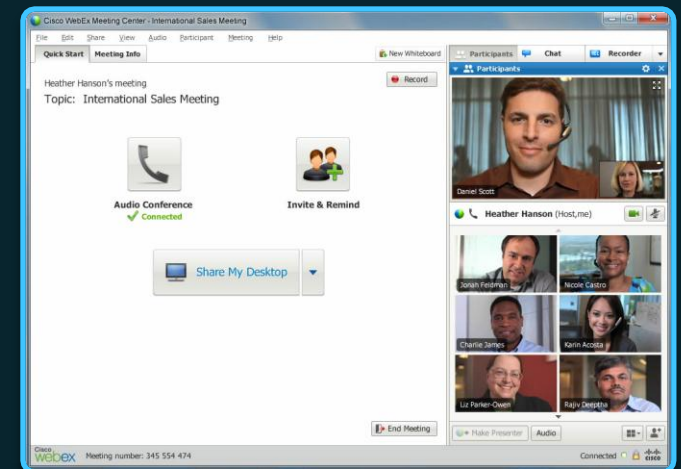 Cisco WebEx Meeting Center - International Sales Meeting
File Edit Share View Audio Participant Meeting Help
Quick Start Meeting Info
New Whiteboard
Participants Chat Recorder
Participants
Heather Hanson's meeting
Record
Topic: International Sales Meeting
Audio Conference
Connected
Invite & Remind
Share My Desktop
Daniel Scott
Heather Hanson (Host,me)
Jonah Feldman
Nicole Castro
Charlie James
Karin Acosta
Liz Parker-Owen
Rajiv Deeptha
End Meeting
Make Presenter Audio
Cisco
webex Meeting number: 345 554 474
Connected
CISCO